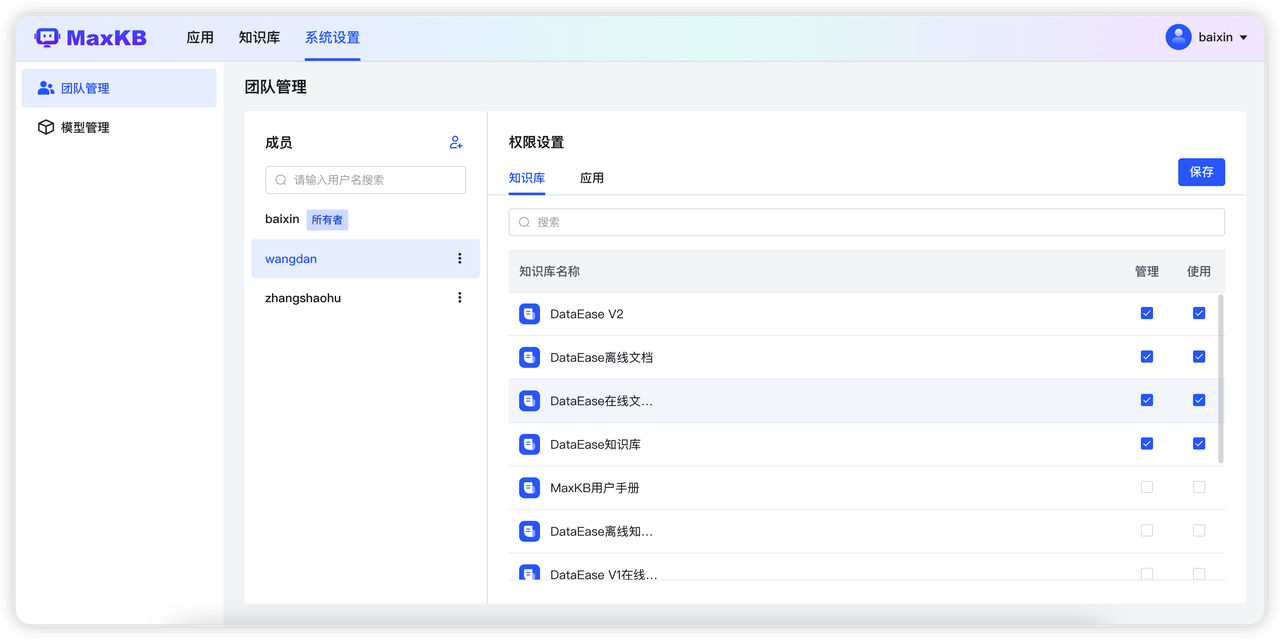 MaxKB 应用 知识库 系统设置 baixin
团队管理
模型管理
团队管理
成员
请输入用户名搜索
baixin 所有者
wangdan
zhangshaohu
权限设置
知识库 应用
保存
搜索
知识库名称 管理 使用
DataEase V2
DataEase离线文档
DataEase在线文...
DataEase知识库
MaxKB用户手册
DataEase离线知...
DataEase V1在线...